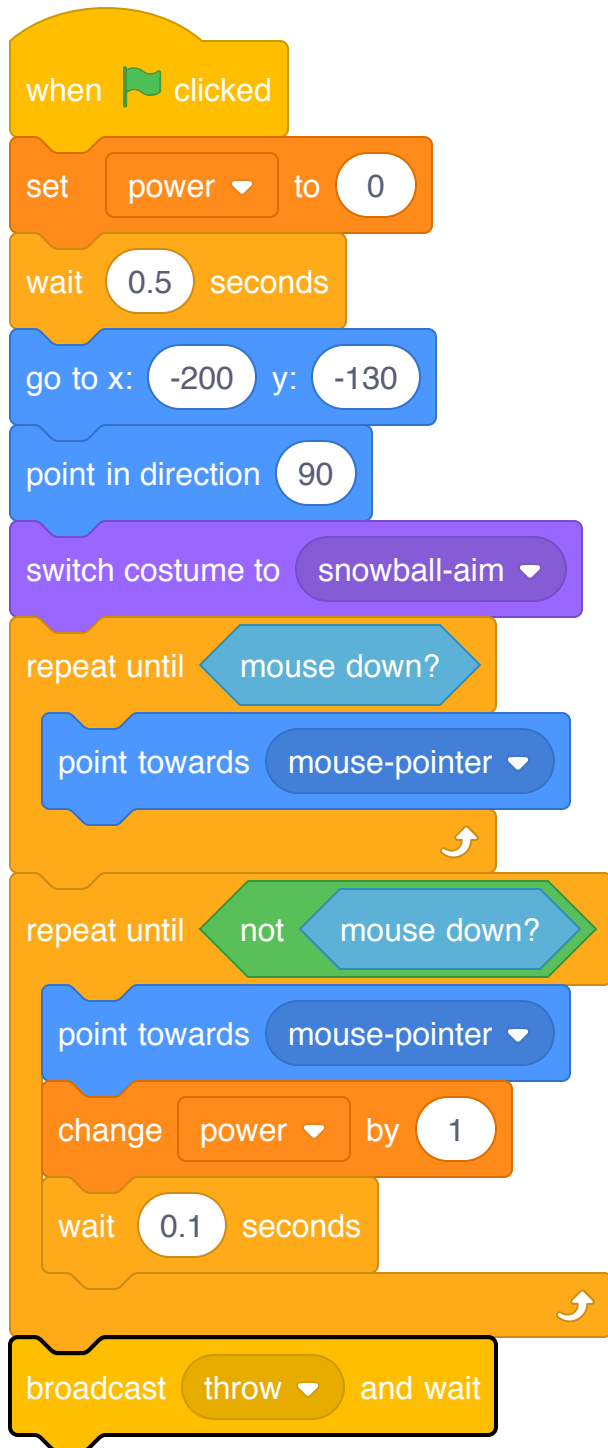 when clicked
set power to 0
wait 0.5 seconds
go to x: -200 y: -130
point in direction 90
switch costume to snowball-aim
repeat until mouse down?
point towards mouse-pointer
repeat until not mouse down?
point towards mouse-pointer
change power by 1
wait 0.1 seconds
broadcast throw and wait